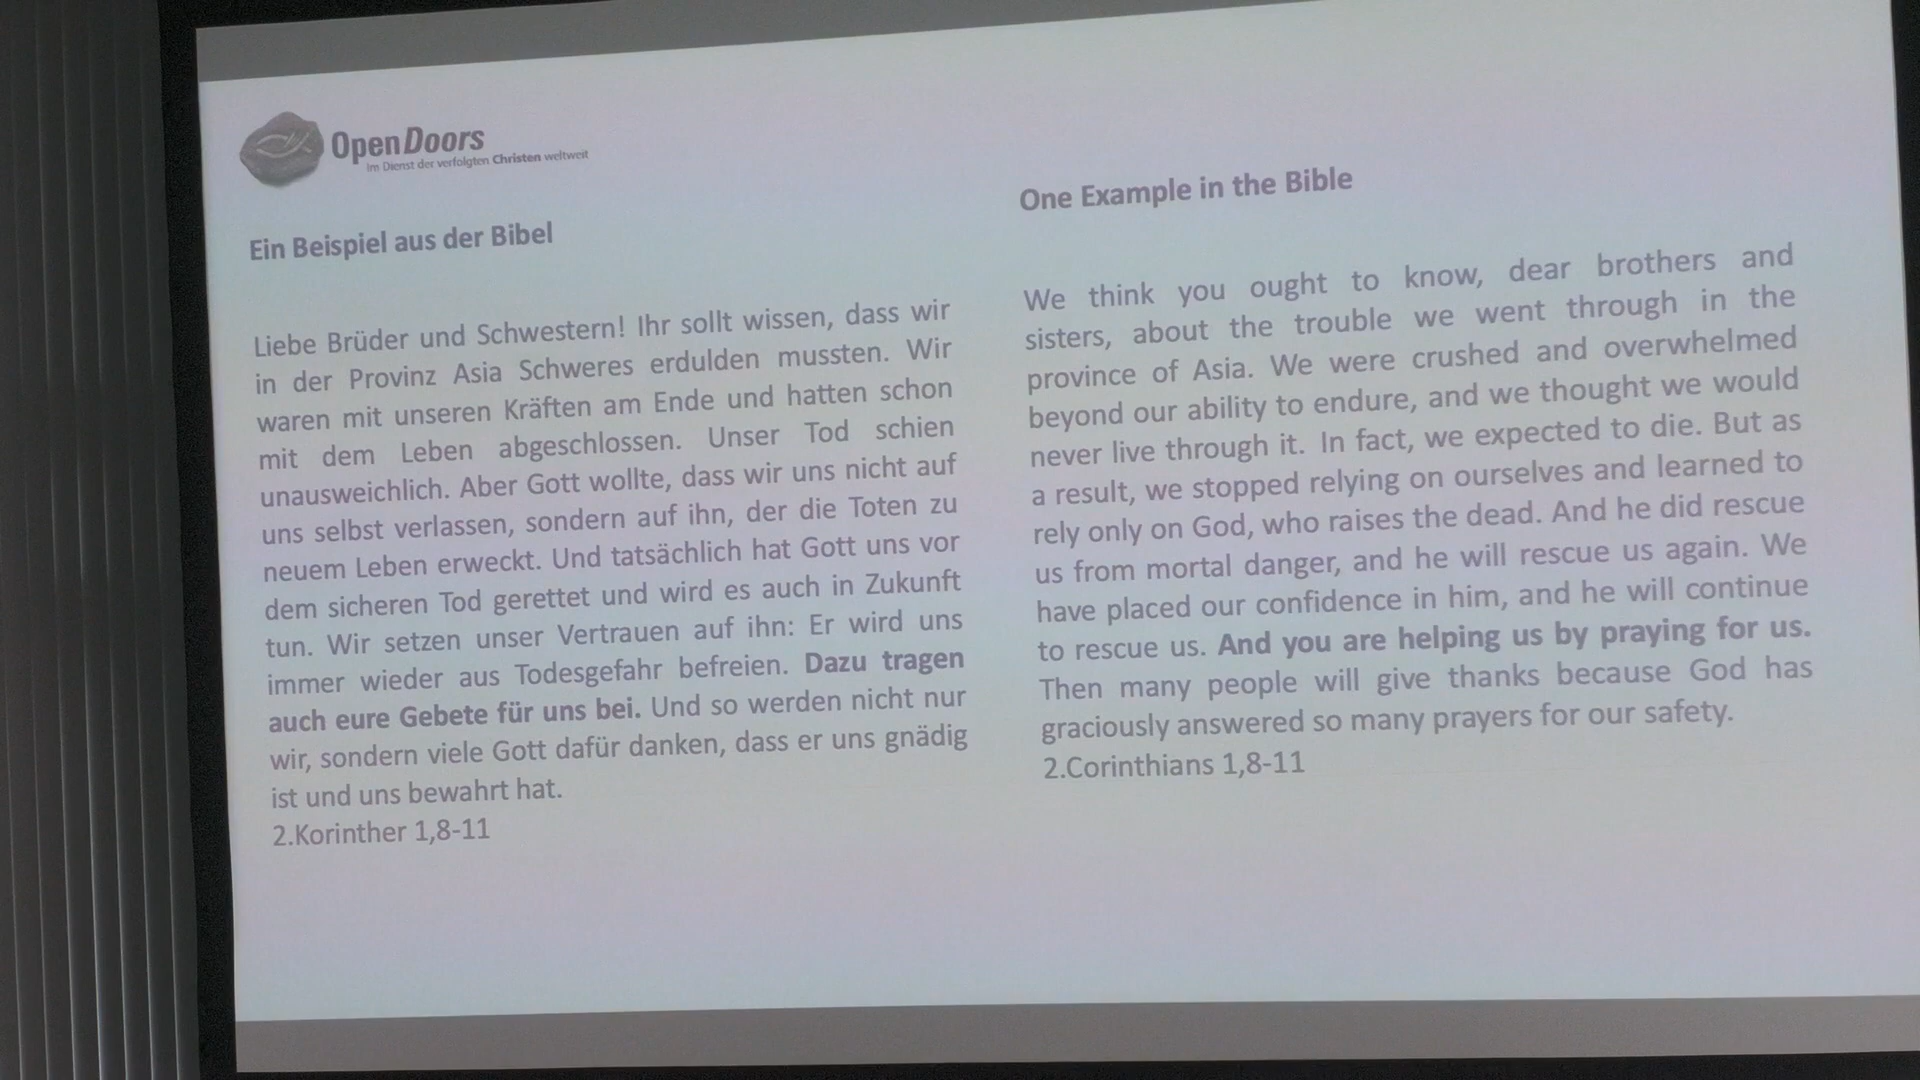 OpenDoors
Im Dienst der verfolgten Christen weltweit
Ein Beispiel aus der Bibel
Liebe Brüder und Schwestern! Ihr sollt wissen, dass wir
in der Provinz Asia Schweres erdulden mussten. Wir
waren mit unseren Kräften am Ende und hatten schon
mit dem Leben abgeschlossen. Unser Tod schien
unausweichlich. Aber Gott wollte, dass wir uns nicht auf
uns selbst verlassen, sondern auf ihn, der die Toten zu
neuem Leben erweckt. Und tatsächlich hat Gott uns vor
dem sicheren Tod gerettet und wird es auch in Zukunft
tun. Wir setzen unser Vertrauen auf ihn: Er wird uns
immer wieder aus Todesgefahr befreien. Dazu tragen
auch eure Gebete für uns bei. Und so werden nicht nur
wir, sondern viele Gott dafür danken, dass er uns gnädig
ist und uns bewahrt hat.
2.Korinther 1,8-11
One Example in the Bible
We think you ought to know, dear brothers and
sisters, about the trouble we went through in the
province of Asia. We were crushed and overwhelmed
beyond our ability to endure, and we thought we would
never live through it. In fact, we expected to die. But as
a result, we stopped relying on ourselves and learned to
rely only on God, who raises the dead. And he did rescue
us from mortal danger, and he will rescue us again. We
have placed our confidence in him, and he will continue
to rescue us. And you are helping us by praying for us.
Then many people will give thanks because God has
graciously answered so many prayers for our safety.
2.Corinthians 1,8-11